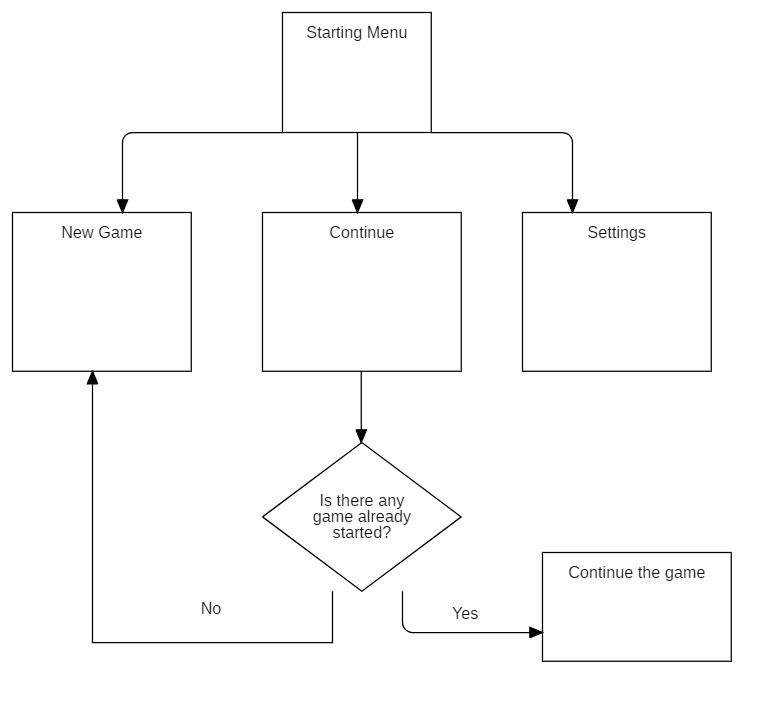 Starting Menu
New Game
Continue
Settings
Is there any
game already
started?
Continue the game
No
Yes